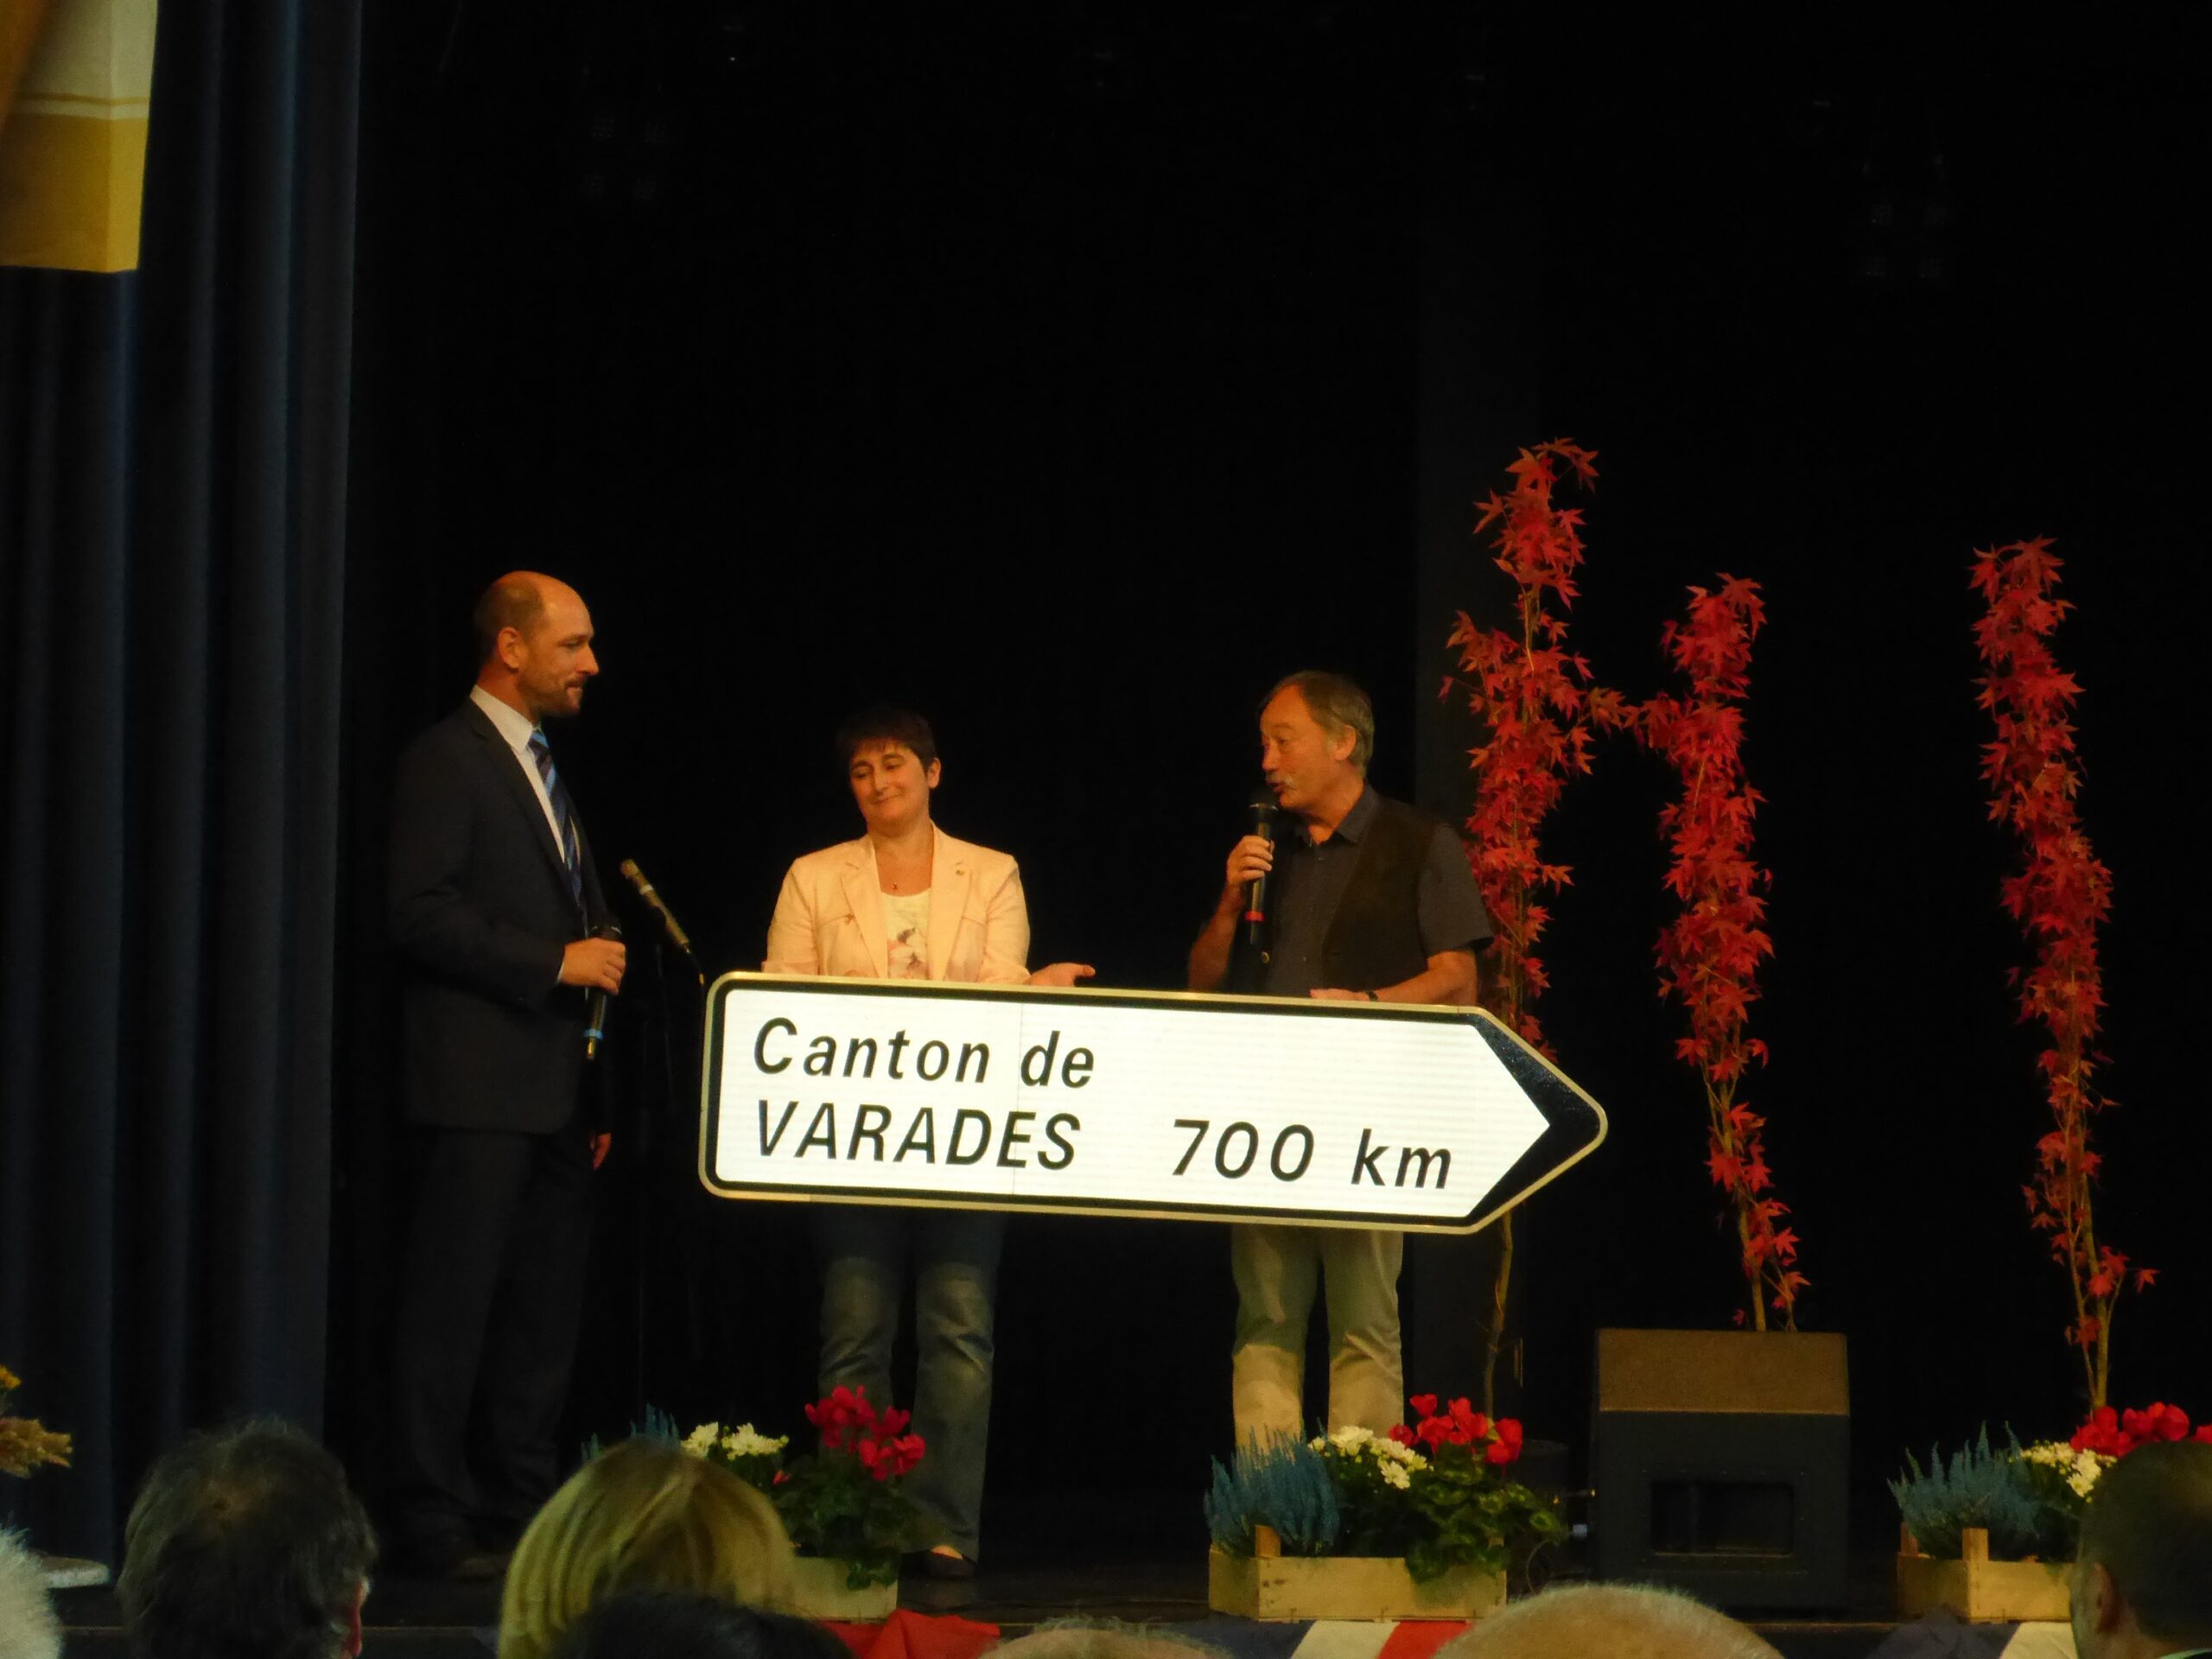 Canton de
VARADES 700 km